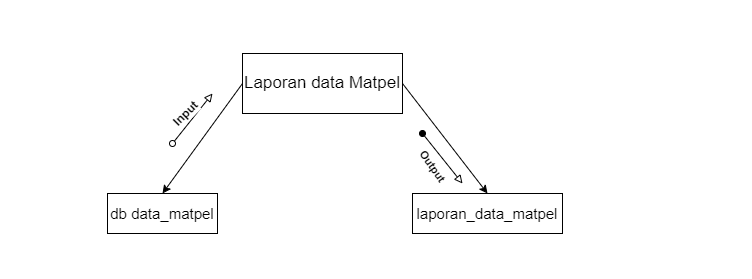 Laporan data Matpel
Input
Output
db data_matpel
laporan_data_matpel